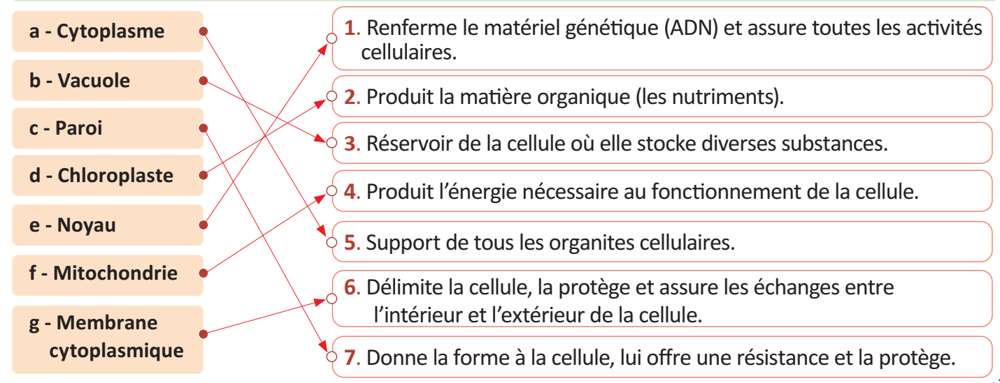 a - Cytoplasme
b - Vacuole
c - Paroi
d - Chloroplaste
e - Noyau
f - Mitochondrie
g - Membrane
cytoplasmique
1. Renferme le matériel génétique (ADN) et assure toutes les activités
cellulaires.
2. Produit la matière organique (les nutriments).
3. Réservoir de la cellule où elle stocke diverses substances.
4. Produit l’énergie nécessaire au fonctionnement de la cellule.
5. Support de tous les organites cellulaires.
6. Délimite la cellule, la protège et assure les échanges entre
l’intérieur et l’extérieur de la cellule.
7. Donne la forme à la cellule, lui offre une résistance et la protège.